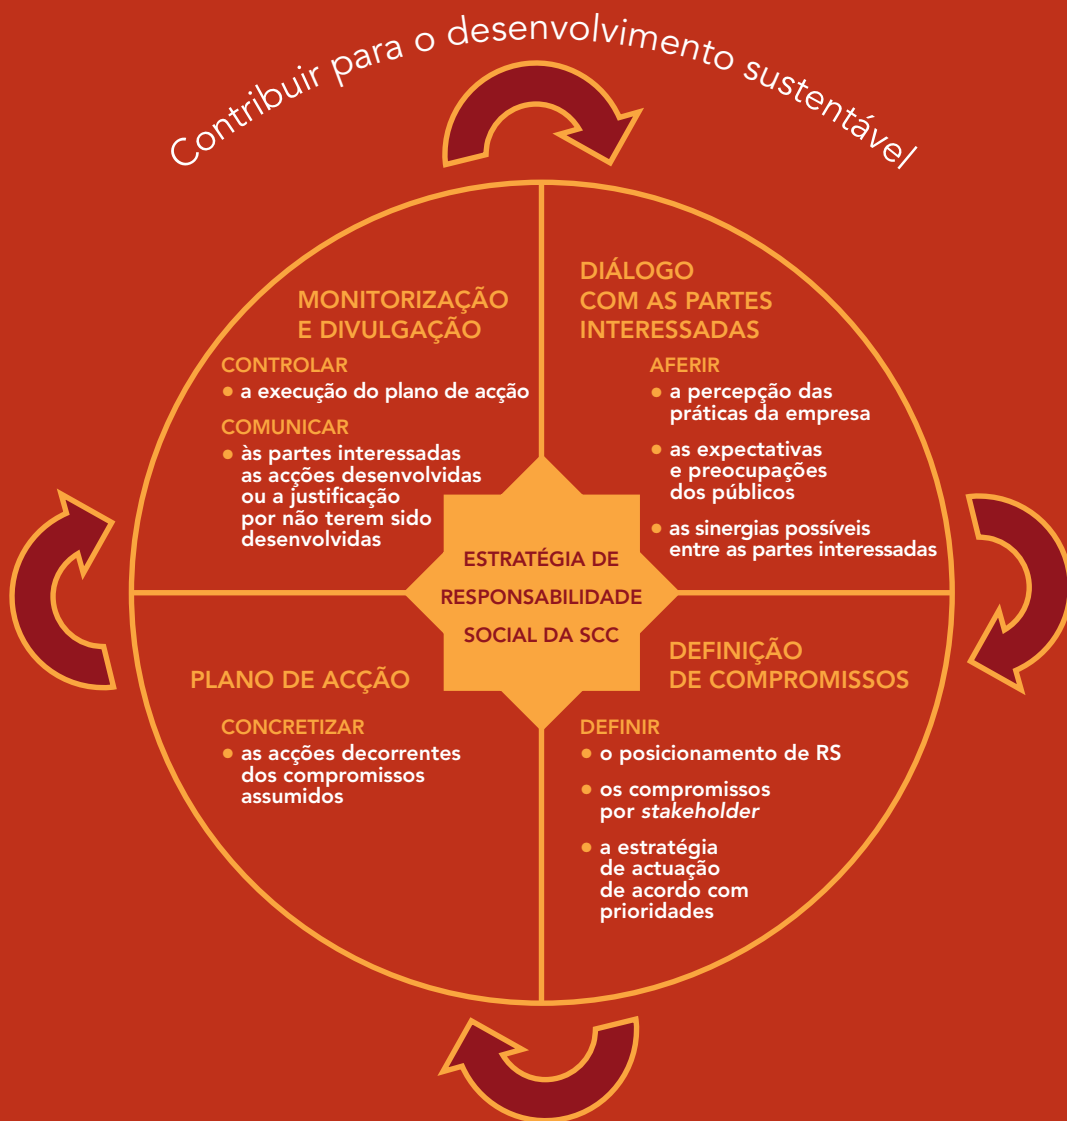 Contribuir para o desenvolvimento sustentável
MONITORIZAÇÃO
E DIVULGAÇÃO
CONTROLAR
• a execução do plano de acção
COMUNICAR
• às partes interessadas
as acções desenvolvidas
ou a justificação
por não terem sido
desenvolvidas
DIÁLOGO
COM AS PARTES
INTERESSADAS
AFERIR
• a percepção das
práticas da empresa
• as expectativas
e preocupações
dos públicos
• as sinergias possíveis
entre as partes interessadas
ESTRATÉGIA DE
RESPONSABILIDADE
SOCIAL DA SCC
PLANO DE ACÇÃO
CONCRETIZAR
• as acções decorrentes
dos compromissos
assumidos
DEFINIÇÃO
DE COMPROMISSOS
DEFINIR
• o posicionamento de RS
• os compromissos
por stakeholder
• a estratégia
de actuação
de acordo com
prioridades